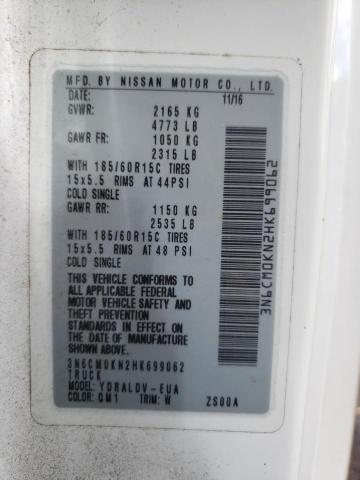 MFD. BY NISSAN MOTOR CO., LTD.
DATE: 11/16
GVWR: 2165 KG
4773 LB
GAWR FR: 1050 KG
2315 LB
WITH 185/60R15C TIRES
15x5.5 RIMS AT 44PSI
COLD SINGLE
GAWR RR: 1150 KG
2535 LB
WITH 185/60R15C TIRES
15x5.5 RIMS AT 48 PSI
COLD SINGLE
THIS VEHICLE CONFORMS TO
ALL APPLICABLE FEDERAL
MOTOR VEHICLE SAFETY AND
THEFT PREVENTION
STANDARDS IN EFFECT ON
THE DATE OF MANUFACTURE
SHOWN ABOVE.
3N6CM0KN2HK699062
TRUCK
MODEL: YDRALDV-EUA
COLOR: QM1 TRIM: W ZS00A
3N6CM0KN2HK699062